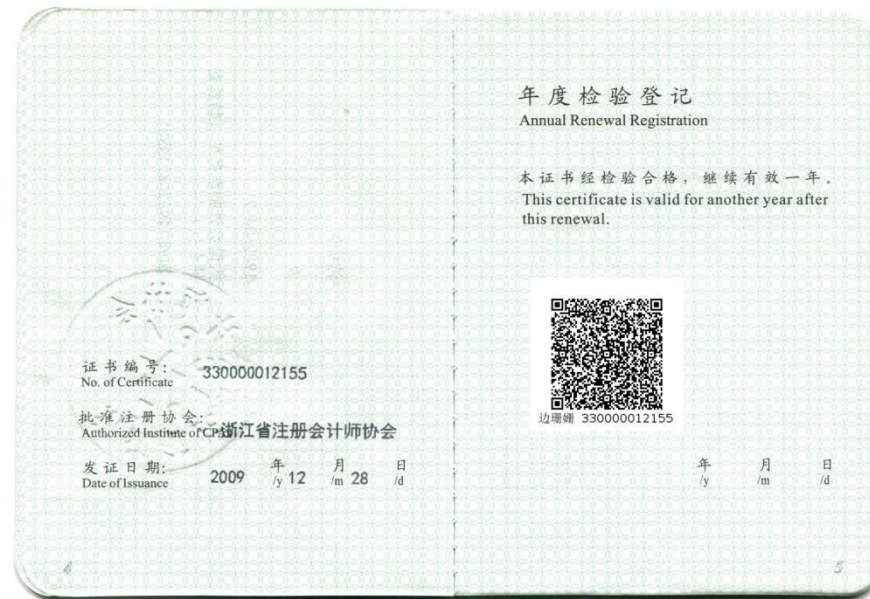 证书编号:
No. of Certificate
330000012155
批准注册协会:
Authorized Institute of CPAs
浙江省注册会计师协会
发证日期:
Date of Issuance
2009 年 /y 12 月 /m 28 日 /d
4
年度检验登记
Annual Renewal Registration
本证书经检验合格，继续有效一年。
This certificate is valid for another year after
this renewal.
边珊姗 330000012155
年 月 日
/y /m /d
5